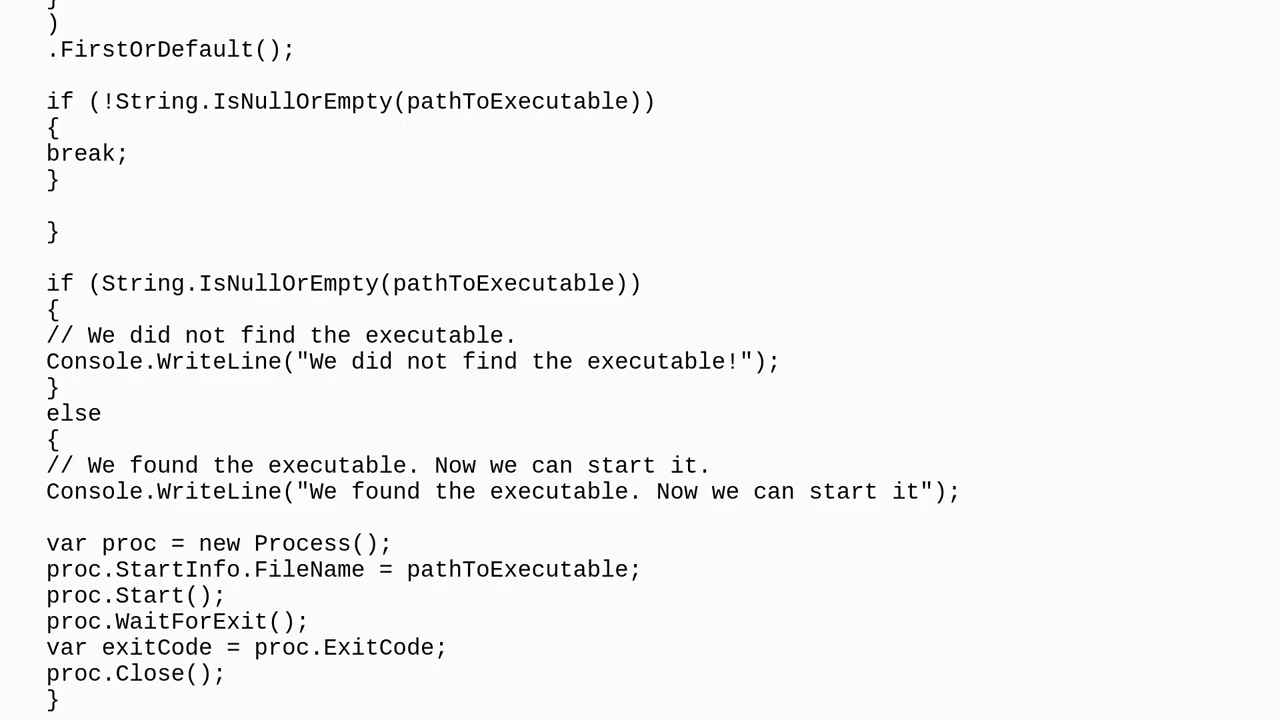 }
)
.FirstOrDefault();
if (!String.IsNullOrEmpty(pathToExecutable))
{
break;
}
}
if (String.IsNullOrEmpty(pathToExecutable))
{
// We did not find the executable.
Console.WriteLine("We did not find the executable!");
}
else
{
// We found the executable. Now we can start it.
Console.WriteLine("We found the executable. Now we can start it");
var proc = new Process();
proc.StartInfo.FileName = pathToExecutable;
proc.Start();
proc.WaitForExit();
var exitCode = proc.ExitCode;
proc.Close();
}